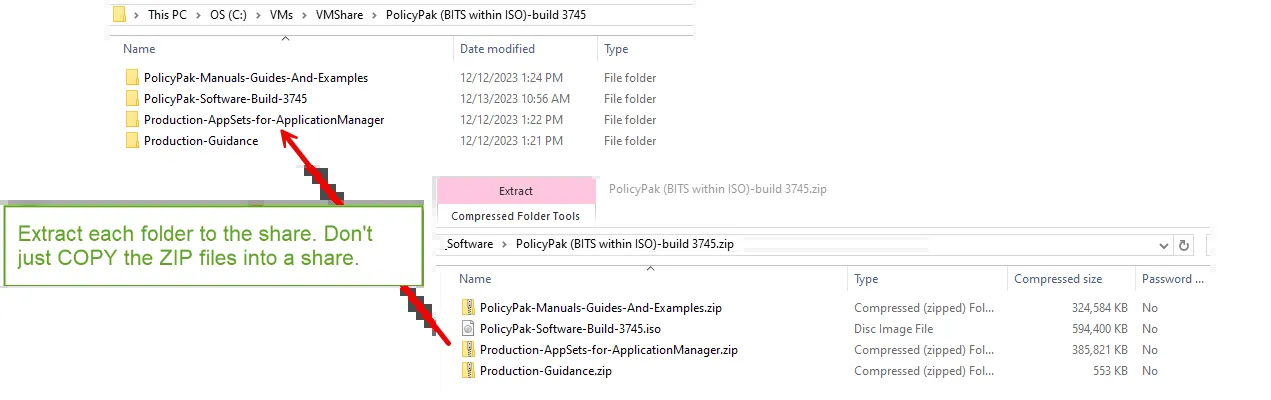 This PC > OS (C:) > VMs > VMShare > PolicyPak (BITS within ISO)-build 3745
Name Date modified Type
PolicyPak-Manuals-Guides-And-Examples 12/12/2023 1:24 PM File folder
PolicyPak-Software-Build-3745 12/13/2023 10:56 AM File folder
Production-AppSets-for-ApplicationManager 12/12/2023 1:22 PM File folder
Production-Guidance 12/12/2023 1:21 PM File folder
Extract PolicyPak (BITS within ISO)-build 3745.zip
Compressed Folder Tools
Extract each folder to the share. Don't
just COPY the ZIP files into a share.
_Software > PolicyPak (BITS within ISO)-build 3745.zip
Name Type Compressed size Password ...
PolicyPak-Manuals-Guides-And-Examples.zip Compressed (zipped) Fol... 324,584 KB No
PolicyPak-Software-Build-3745.iso Disc Image File 594,400 KB No
Production-AppSets-for-ApplicationManager.zip Compressed (zipped) Fol... 385,821 KB No
Production-Guidance.zip Compressed (zipped) Fol... 553 KB No